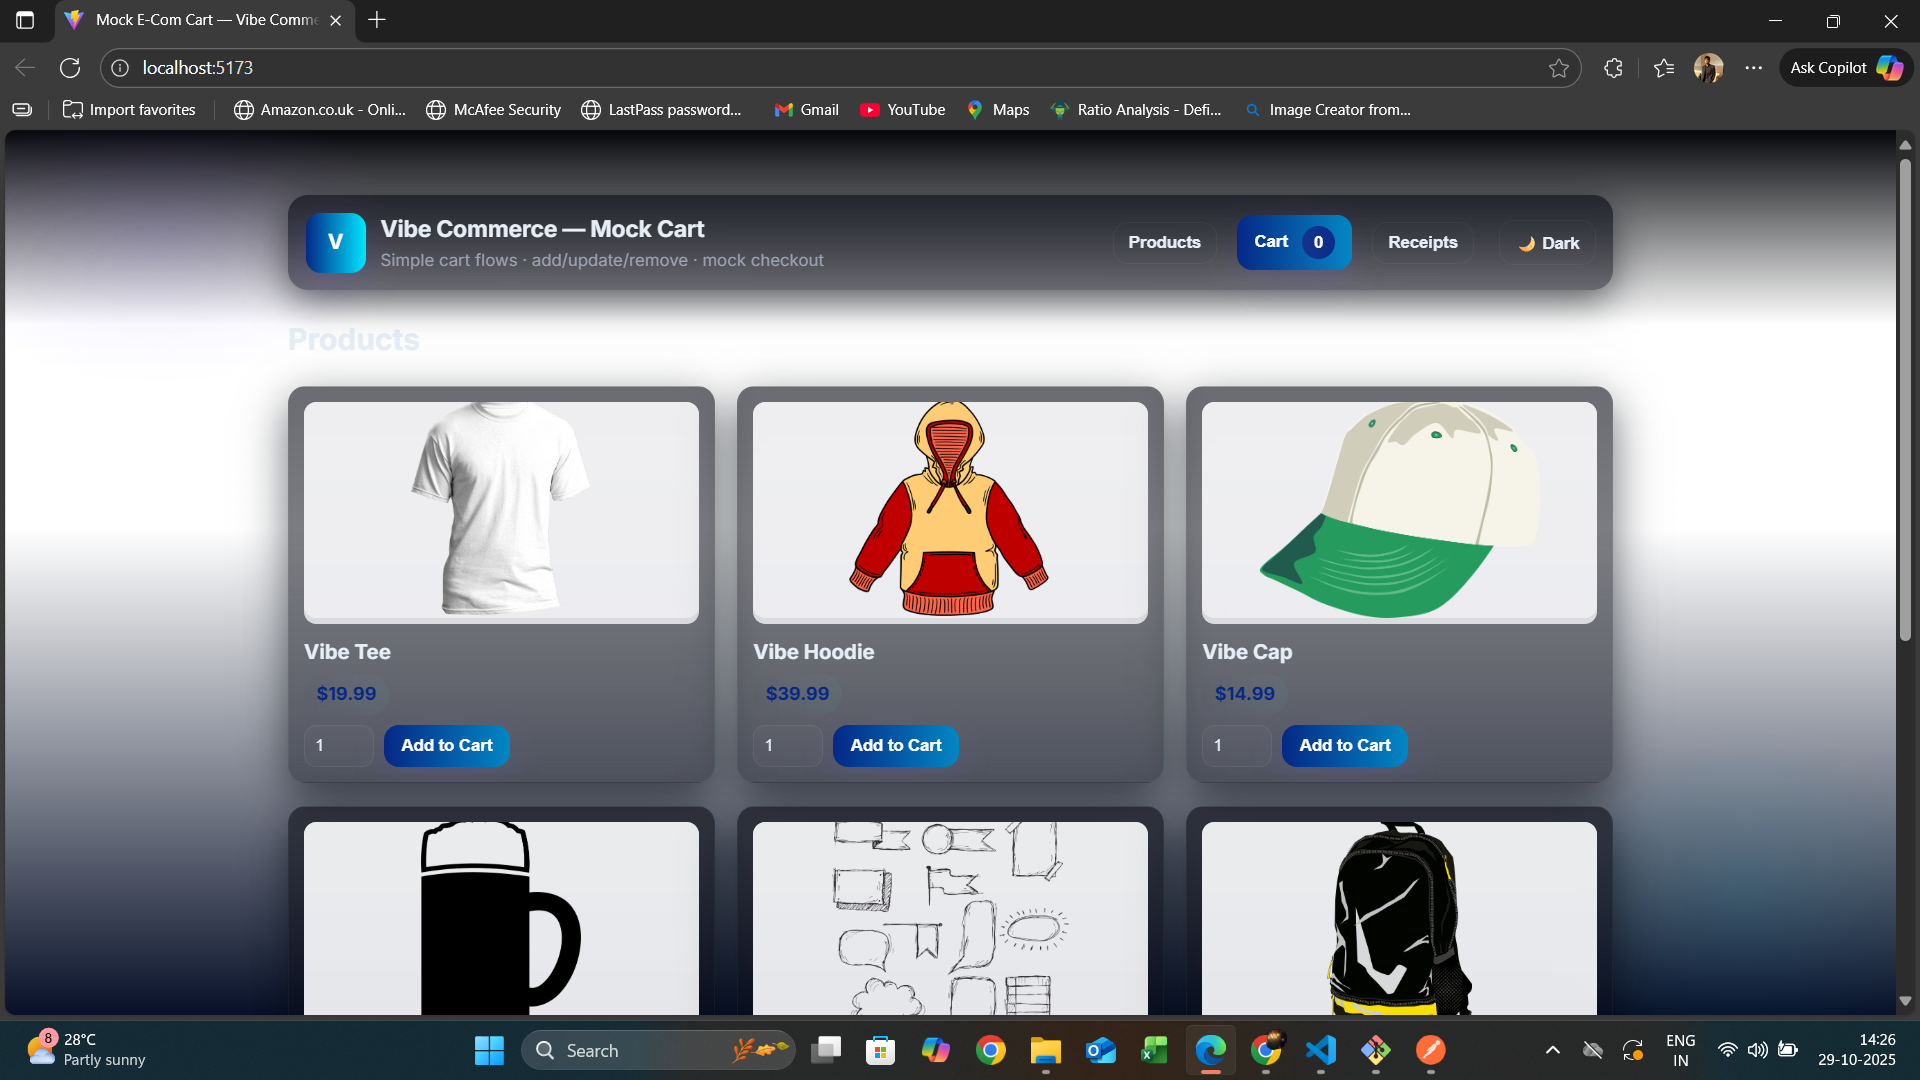 Mock E-Com Cart — Vibe Comme
localhost:5173
Ask Copilot
Import favorites
Amazon.co.uk - Onli...
McAfee Security
LastPass password...
Gmail
YouTube
Maps
Ratio Analysis - Defi...
Image Creator from...
V
Vibe Commerce — Mock Cart
Simple cart flows · add/update/remove · mock checkout
Products
Cart 0
Receipts
🌙 Dark
Products
Vibe Tee
$19.99
1
Add to Cart
Vibe Hoodie
$39.99
1
Add to Cart
Vibe Cap
$14.99
1
Add to Cart
8
28°C
Partly sunny
Search
ENG
IN
14:26
29-10-2025